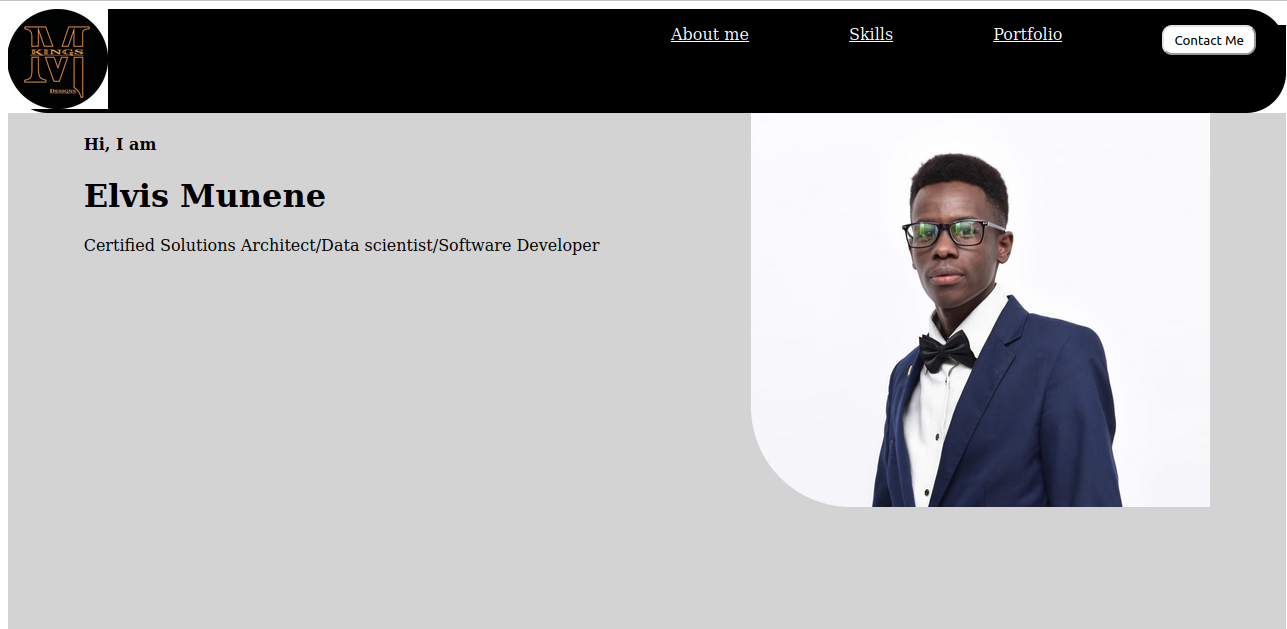 M
KINGS
M
DESIGNS
About me
Skills
Portfolio
Contact Me
Hi, I am
Elvis Munene
Certified Solutions Architect/Data scientist/Software Developer